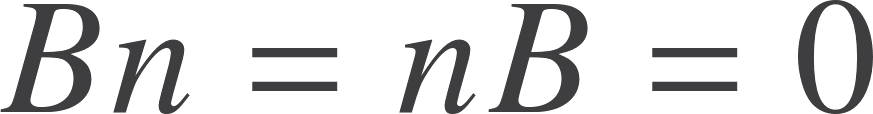 Bn = nB = 0